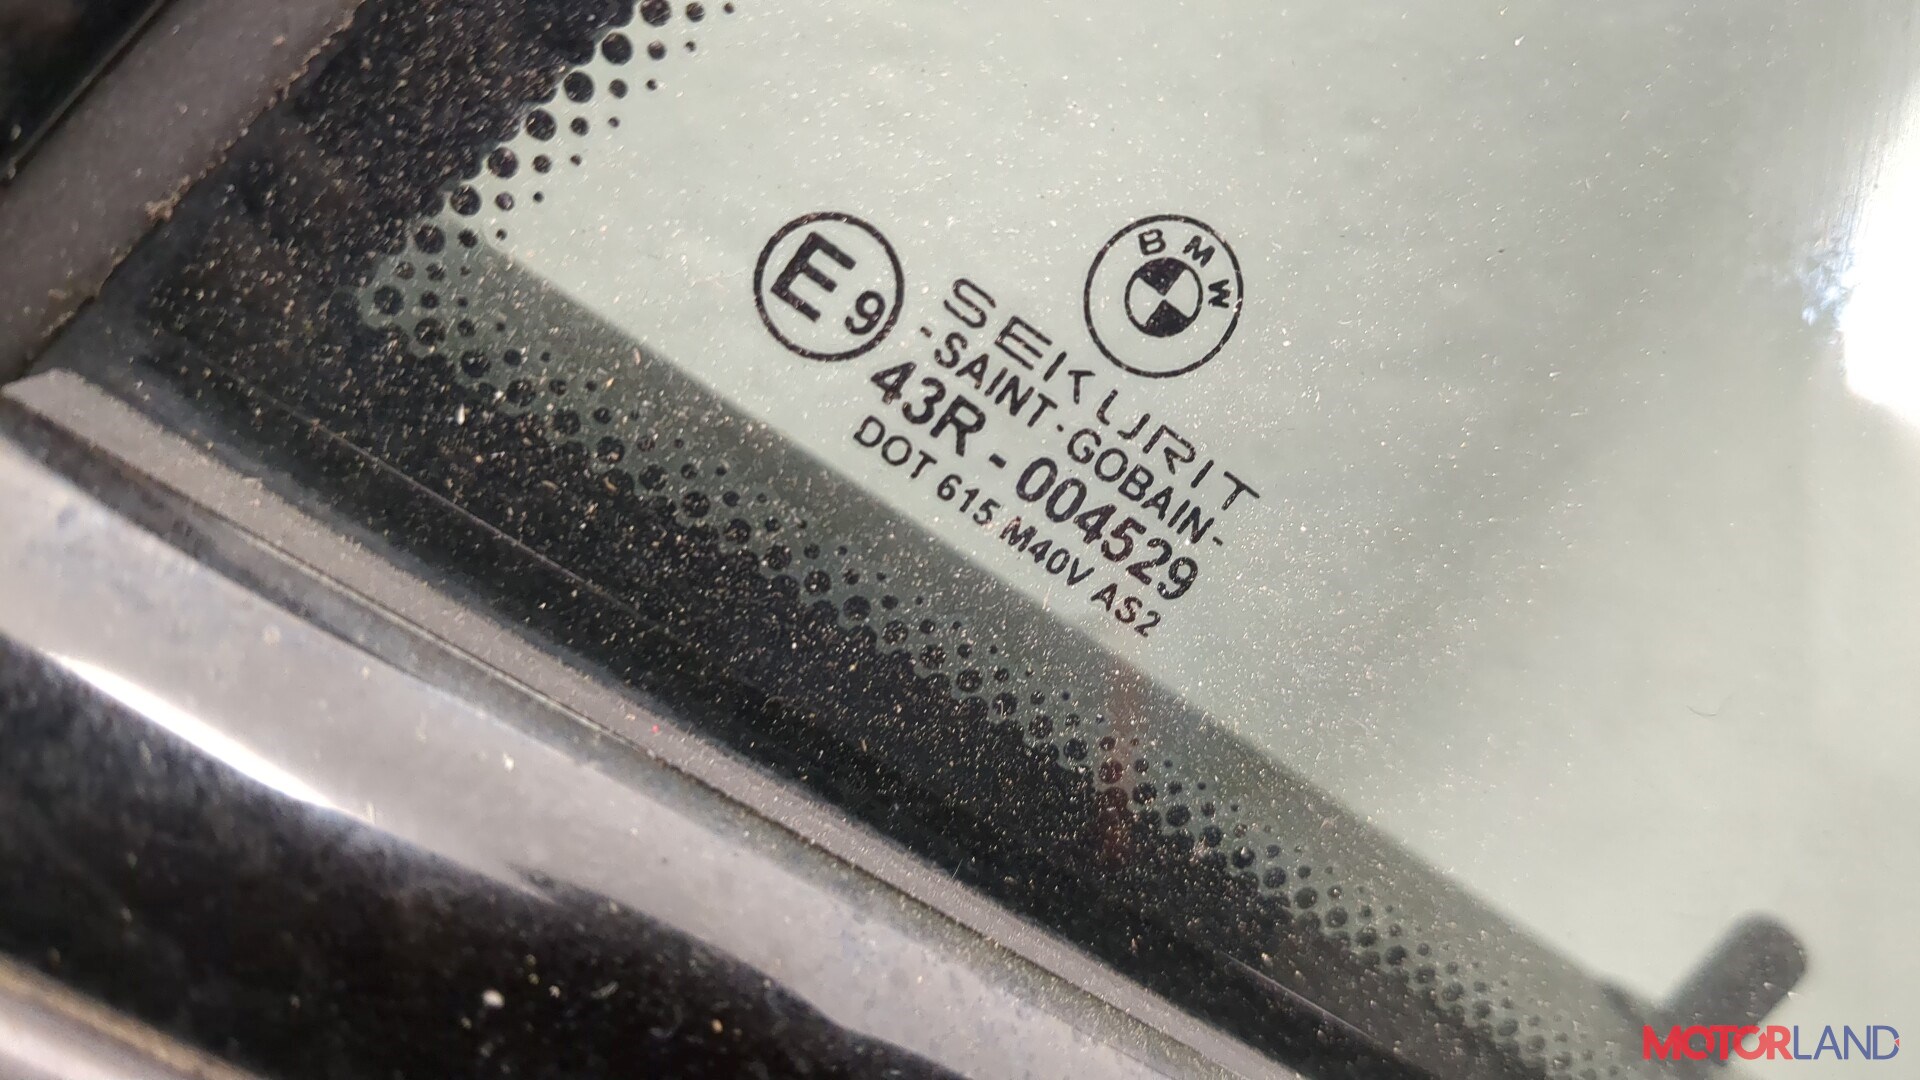 BMW
E9
SEKURIT
-SAINT-GOBAIN-
43R - 004529
DOT 615 M40V AS2
MOTORLAND